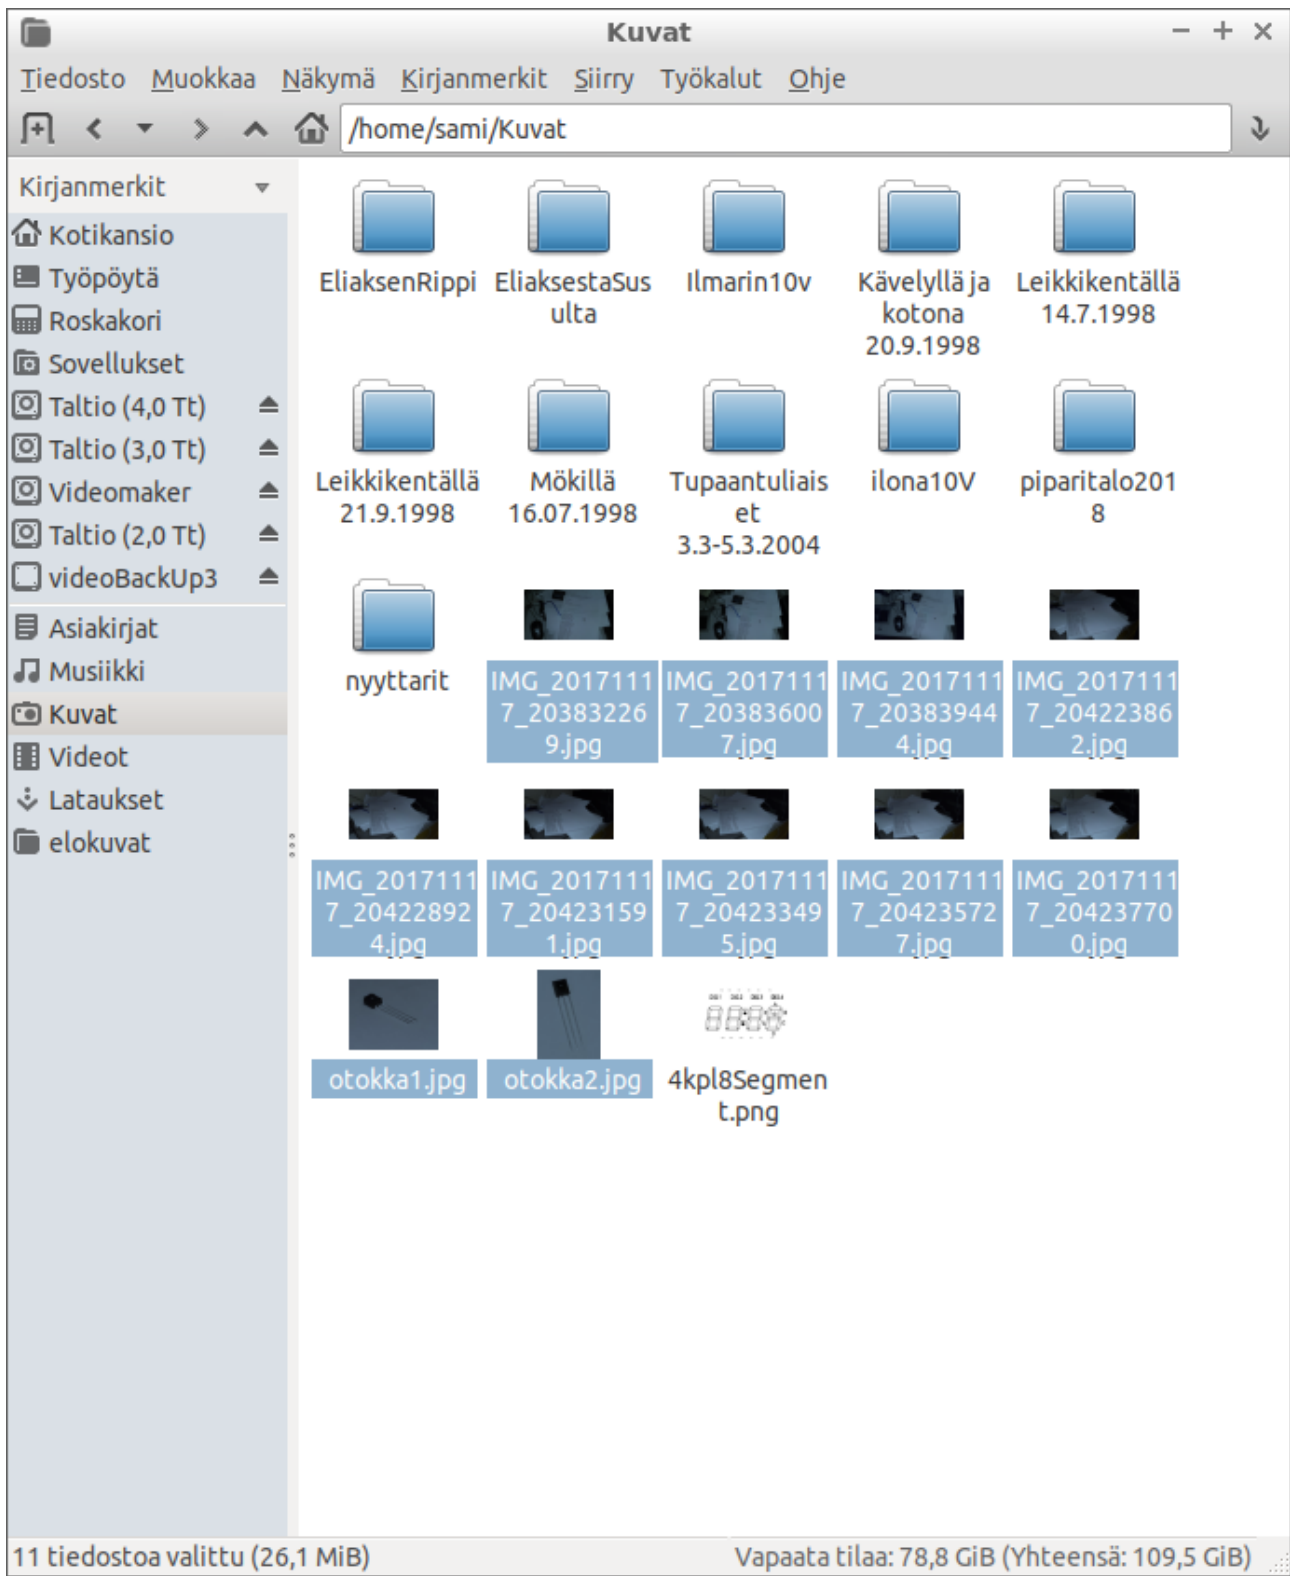 Kuvat
Tiedosto Muokkaa Näkymä Kirjanmerkit Siirry Työkalut Ohje
/home/sami/Kuvat
Kirjanmerkit
Kotikansio
Työpöytä
Roskakori
Sovellukset
Taltio (4,0 Tt)
Taltio (3,0 Tt)
Videomaker
Taltio (2,0 Tt)
videoBackUp3
Asiakirjat
Musiikki
Kuvat
Videot
Lataukset
elokuvat
EliaksenRippi
EliaksestaSus
ulta
Ilmarin10v
Kävelyllä ja
kotona
20.9.1998
Leikkikentällä
14.7.1998
Leikkikentällä
21.9.1998
Mökillä
16.07.1998
Tupaantuliais
et
3.3-5.3.2004
ilona10V
piparitalo201
8
nyyttarit
IMG_2017111
7_20383226
9.jpg
IMG_2017111
7_20383600
7.jpg
IMG_2017111
7_20383944
4.jpg
IMG_2017111
7_20422386
2.jpg
IMG_2017111
7_20422892
4.jpg
IMG_2017111
7_20423159
1.jpg
IMG_2017111
7_20423349
5.jpg
IMG_2017111
7_20423572
7.jpg
IMG_2017111
7_20423770
0.jpg
otokka1.jpg
otokka2.jpg
4kpl8Segmen
t.png
11 tiedostoa valittu (26,1 MiB)
Vapaata tilaa: 78,8 GiB (Yhteensä: 109,5 GiB)